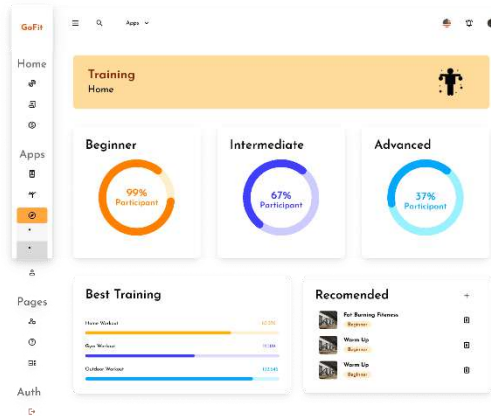 GoFit
Apps
Home
Training
Home
Apps
Beginner
99%
Participant
Intermediate
67%
Participant
Advanced
37%
Participant
Pages
Auth
Best Training
Home Workout
Gym Workout
Outdoor Workout
Recomended
Fat Burning Fitteness
Beginner
Warm Up
Beginner
Warm Up
Beginner